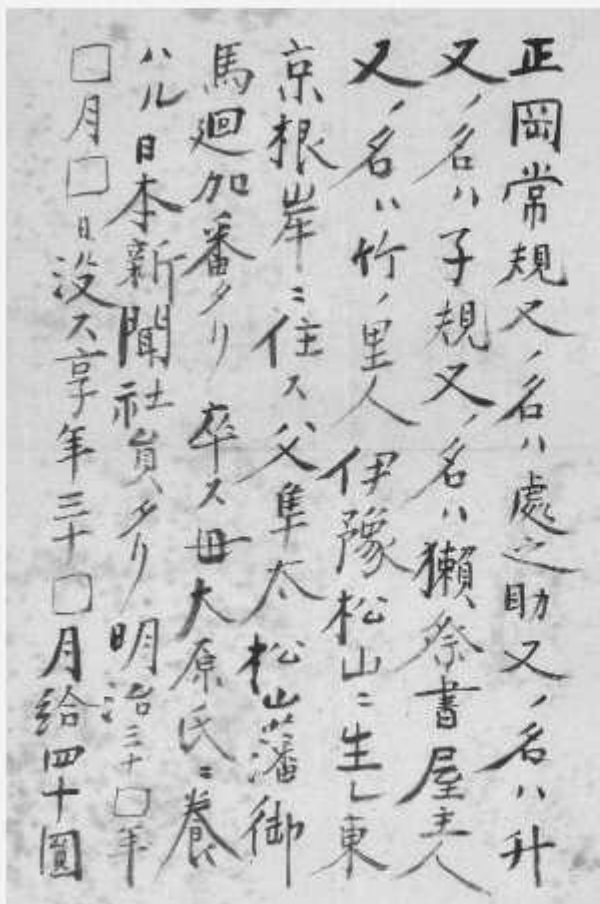 正岡常規又ノ名ハ處之助又ノ名ハ升
又ノ名ハ子規又ノ名ハ獺祭書屋主人
又ノ名ハ竹ノ里人伊豫松山ニ生レ東
京根岸ニ住ス父隼太松山藩御
馬廻加番タリ卒ス母大原氏ニ養
ハル日本新聞社員タリ明治三十□年
□月□日没ス享年三十□月給四十圓